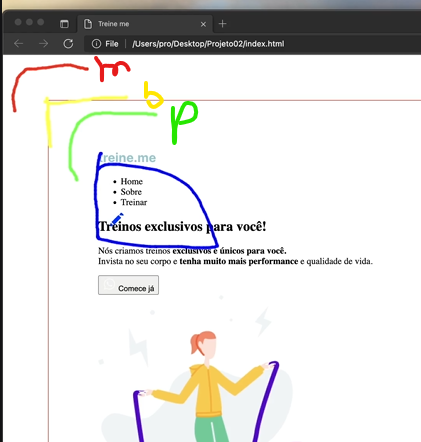 Treine me
File | /Users/pro/Desktop/Projeto02/index.html
m
b
p
treine.me
Home
Sobre
Treinar
Treinos exclusivos para você!
Nós criamos treinos exclusivos e únicos para você.
Invista no seu corpo e tenha muito mais performance e qualidade de vida.
Comece já